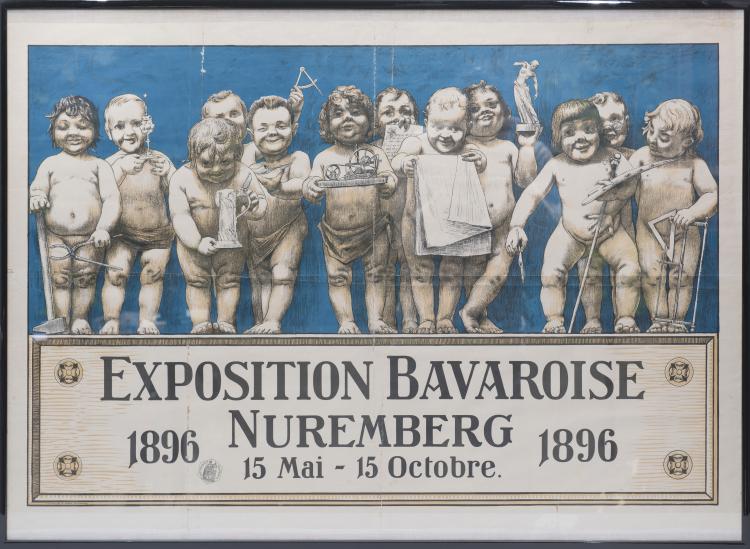 EXPOSITION BAVAROISE
NUREMBERG
1896 1896
15 Mai - 15 Octobre.